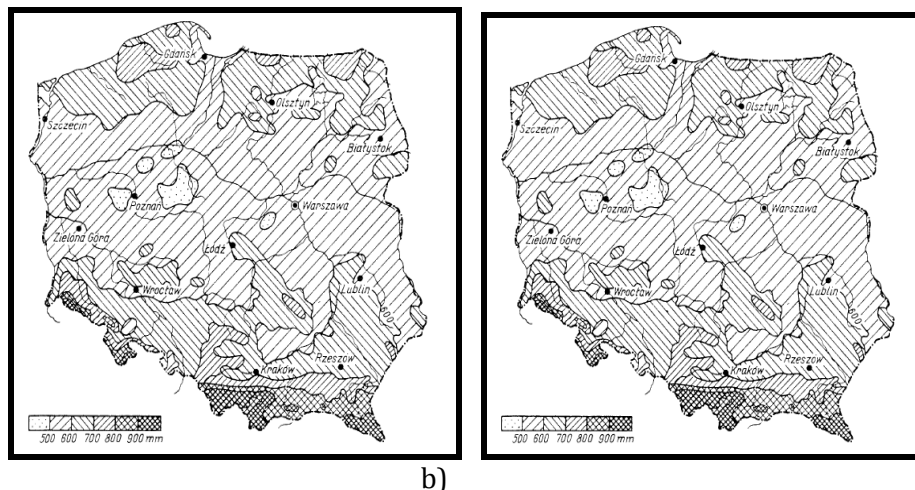 Gdańsk
Olsztyn
Szczecin
Białystok
Poznań
Warszawa
Zielona Góra
Łódź
Wrocław
Lublin
600
Kraków
Rzeszów
500 600 700 800 900 mm
Gdańsk
Olsztyn
Szczecin
Białystok
Poznań
Warszawa
Zielona Góra
Łódź
Wrocław
Lublin
600
Kraków
Rzeszów
500 600 700 800 900 mm
b)